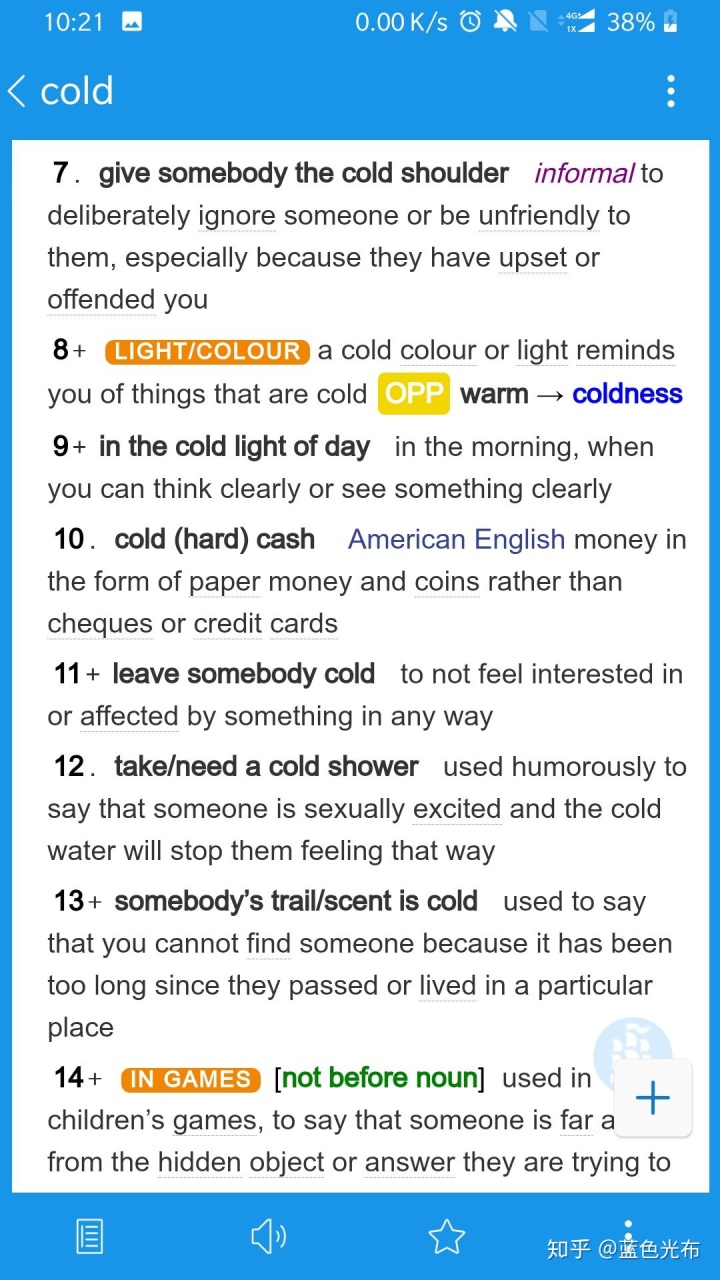 10:21 0.00 K/s 4G+ 1X 38%
cold
7. give somebody the cold shoulder informal to
deliberately ignore someone or be unfriendly to
them, especially because they have upset or
offended you
8+ LIGHT/COLOUR a cold colour or light reminds
you of things that are cold OPP warm → coldness
9+ in the cold light of day in the morning, when
you can think clearly or see something clearly
10. cold (hard) cash American English money in
the form of paper money and coins rather than
cheques or credit cards
11+ leave somebody cold to not feel interested in
or affected by something in any way
12. take/need a cold shower used humorously to
say that someone is sexually excited and the cold
water will stop them feeling that way
13+ somebody’s trail/scent is cold used to say
that you cannot find someone because it has been
too long since they passed or lived in a particular
place
14+ IN GAMES [not before noun] used in
children’s games, to say that someone is far a
from the hidden object or answer they are trying to
知乎 @蓝色光布